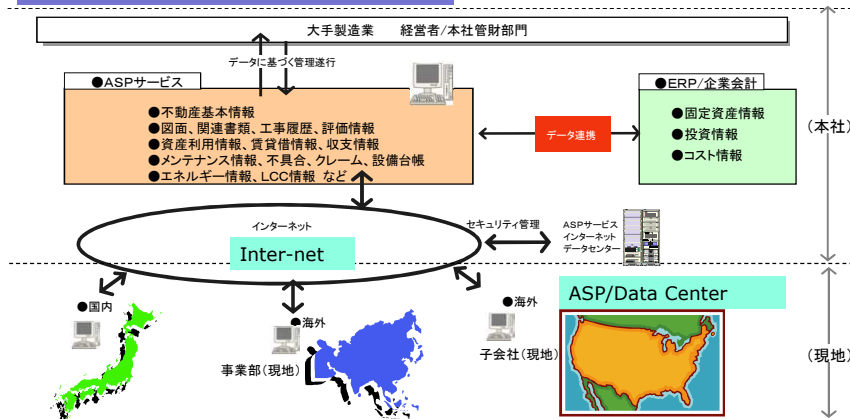 大手製造業　　経営者/本社管財部門
データに基づく管理遂行
●ASPサービス
●不動産基本情報
●図面、関連書類、工事履歴、評価情報
●資産利用情報、賃貸借情報、収支情報
●メンテナンス情報、不具合、クレーム、設備台帳
●エネルギー情報、LCC情報 など
データ連携
●ERP/企業会計
●固定資産情報
●投資情報
●コスト情報
(本社)
インターネット
Inter-net
セキュリティ管理
ASPサービス
インターネット
データセンター
●国内
●海外
事業部(現地)
●海外
子会社(現地)
ASP/Data Center
(現地)